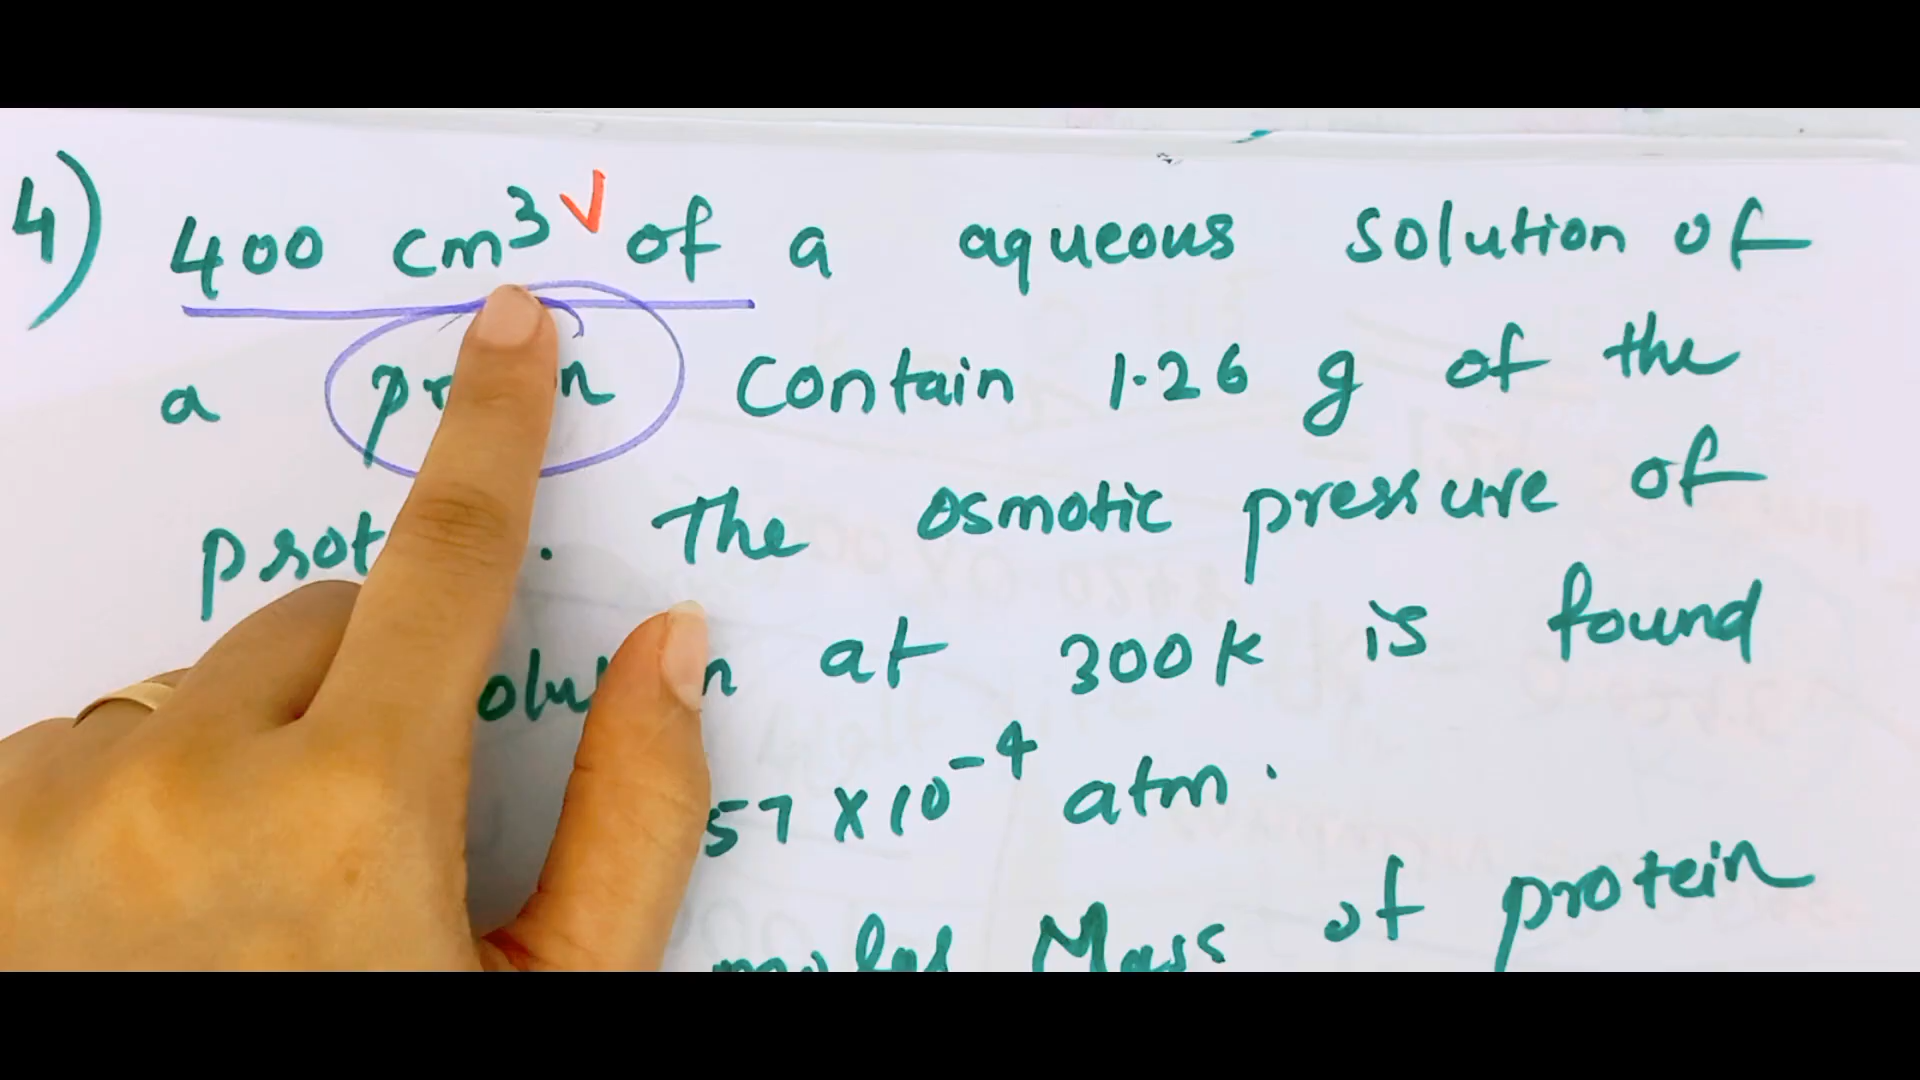 4) 400 cm³ of a aqueous solution of
a contain 1.26 g of the
. The osmotic pressure of
at 300K is found
57 x 10⁻⁴ atm.
molar Mass of protein